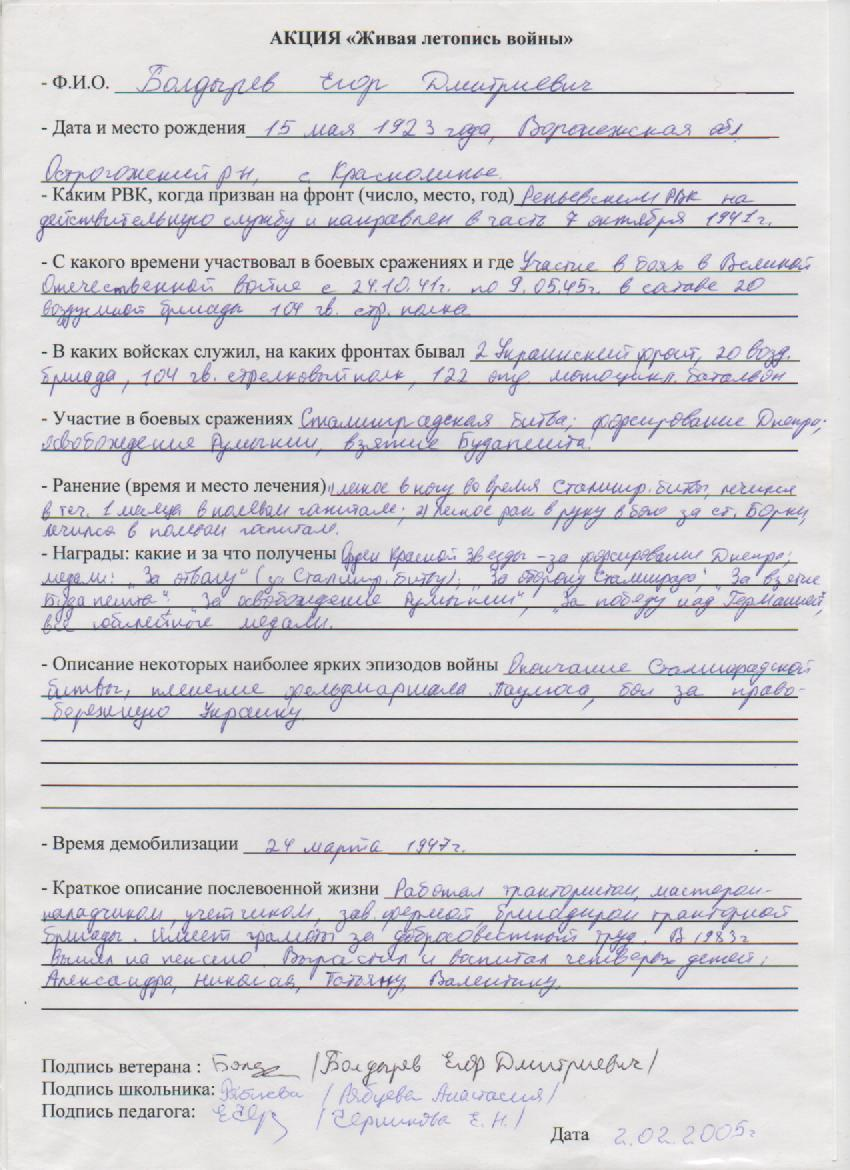 АКЦИЯ «Живая летопись войны»
- Ф.И.О. Болдырев Егор Дмитриевич
- Дата и место рождения 15 мая 1923 года, Воронежская обл.
Острогожский р-н, с. Краснолипье.
- Каким РВК, когда призван на фронт (число, место, год) Репьевским РВК на
действительную службу и направлен в часть 7 октября 1941 г.
- С какого времени участвовал в боевых сражениях и где Участие в боях в Великой
Отечественной войне с 24.10.41г. по 9.05.45г. в составе 20
воздушной бригады 104 гв. стр. полка
- В каких войсках служил, на каких фронтах бывал 2 Украинский фронт, 20 возд.
бригада, 104 гв. стрелковый полк, 122 отд. мотоцикл. батальон
- Участие в боевых сражениях Сталинградская битва; форсирование Днепра;
освобождение Румынии, взятие Будапешта.
- Ранение (время и место лечения) 1) легкое в ногу во время Сталингр. битвы, лечился
в теч. 1 месяца в полевом госпитале; 2) легкое ран. в руку в бою за ст. Борки,
лечился в полевом госпитале.
- Награды: какие и за что получены Орден Красной Звезды – за форсирование Днепра;
медали: "За отвагу" (за Сталингр. битву); "За оборону Сталинграда", "За взятие
Будапешта". "За освобождение Румынии", "За победу над Германией",
все юбилейные медали.
- Описание некоторых наиболее ярких эпизодов войны Окончание Сталинградской
битвы, пленение фельдмаршала Паулюса, бои за право-
бережную Украину
- Время демобилизации 24 марта 1947г.
- Краткое описание послевоенной жизни Работал трактористом, мастером-
наладчиком, учетчиком, зав. фермой, бригадиром тракторной
бригады. Имеет грамоты за добросовестный труд. В 1983г
вышел на пенсию. Вырастил и воспитал четверых детей:
Александра, Николая, Татьяну, Валентину.
Подпись ветерана : Болд /Болдырев Егор Дмитриевич/
Подпись школьника: Рябцева /Рябцева Анастасия/
Подпись педагога: /Е. Н./
Дата 2.02.2005г